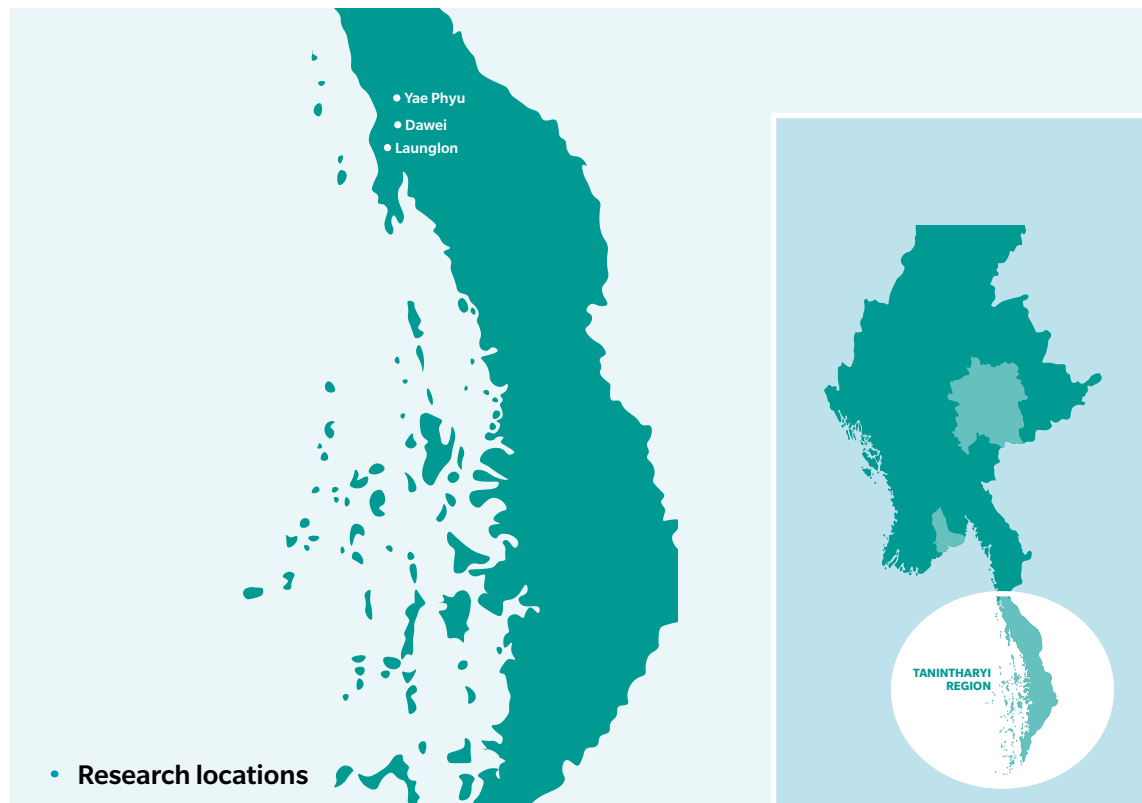 Yae Phyu
Dawei
Launglon
TANINTHARYI
REGION
Research locations